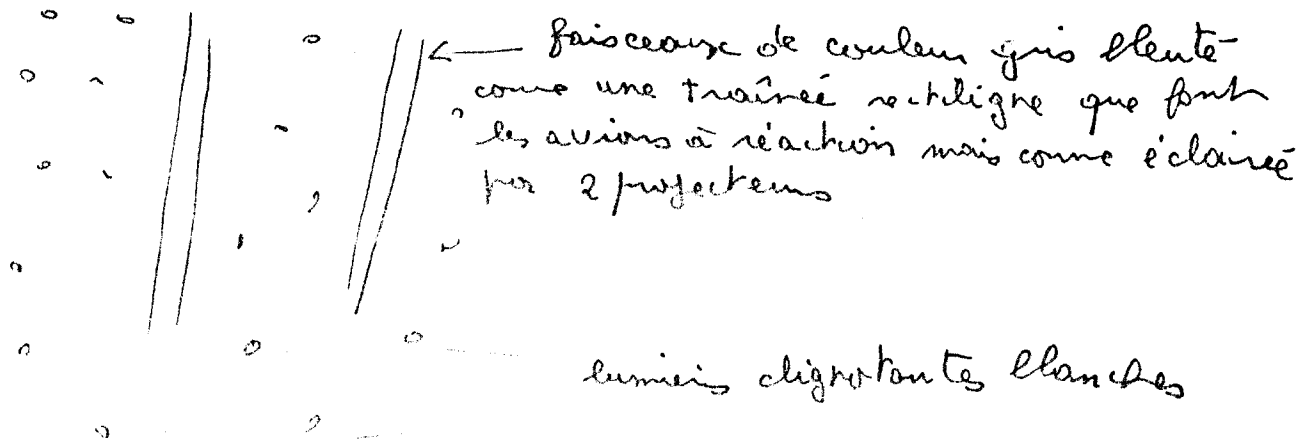 faisceaux de couleur gris bleuté
comme une traînée rectiligne que font
les avions à réaction mais comme éclairée
par 2 projecteurs
lumières clignotantes blanches